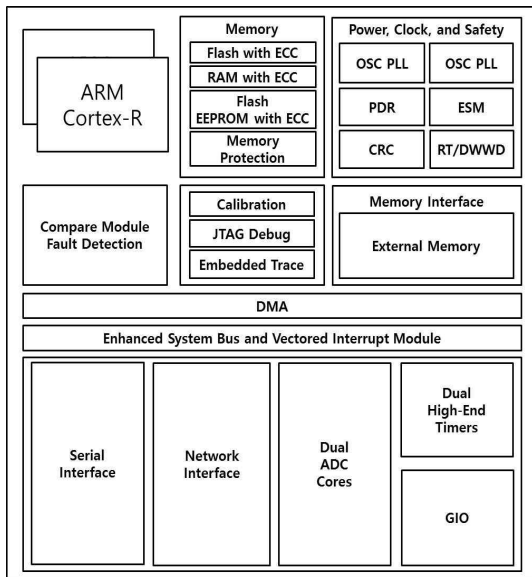 ARM
Cortex-R
Memory
Flash with ECC
RAM with ECC
Flash
EEPROM with ECC
Memory
Protection
Power, Clock, and Safety
OSC PLL
OSC PLL
PDR
ESM
CRC
RT/DWWD
Compare Module
Fault Detection
Calibration
JTAG Debug
Embedded Trace
Memory Interface
External Memory
DMA
Enhanced System Bus and Vectored Interrupt Module
Serial
Interface
Network
Interface
Dual
ADC
Cores
Dual
High-End
Timers
GIO